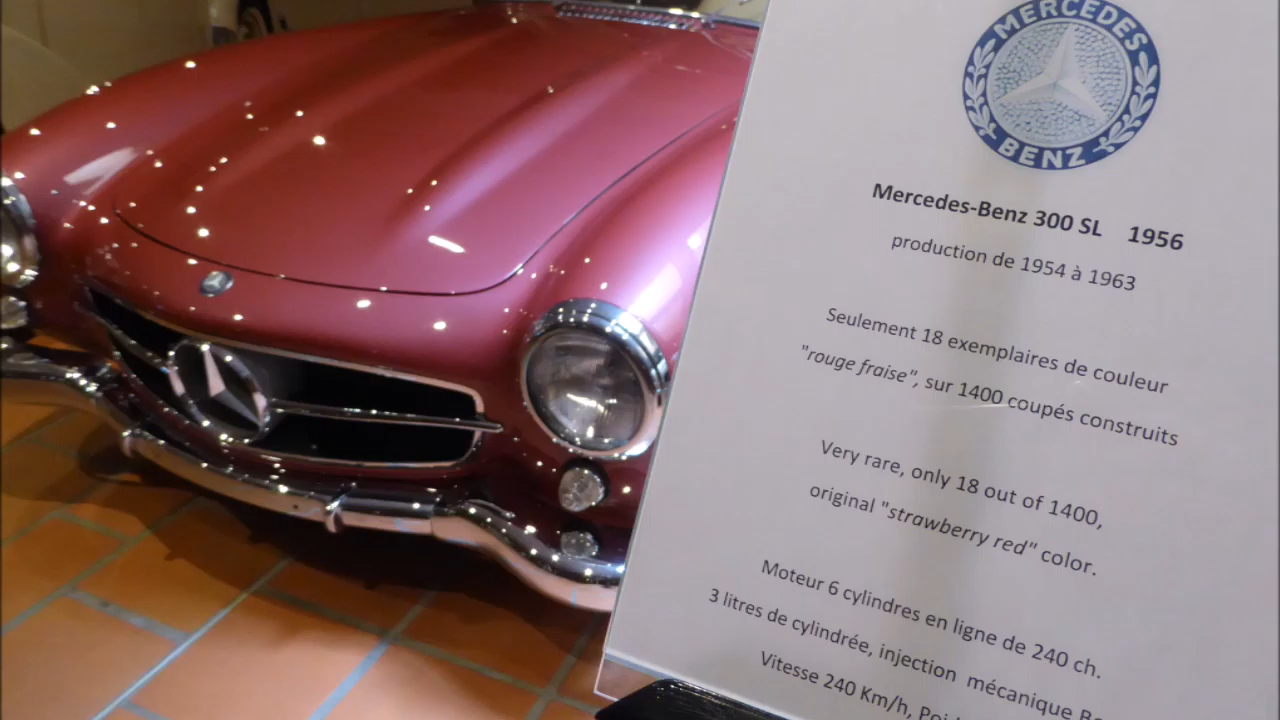 MERCEDES
BENZ
Mercedes-Benz 300 SL 1956
production de 1954 à 1963
Seulement 18 exemplaires de couleur
"rouge fraise", sur 1400 coupés construits
Very rare, only 18 out of 1400,
original "strawberry red" color.
Moteur 6 cylindres en ligne de 240 ch.
3 litres de cylindrée, injection mécanique
Vitesse 240 Km/h,